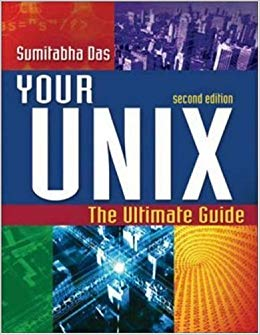 Sumitabha Das
YOUR
second edition
UNIX
The Ultimate Guide